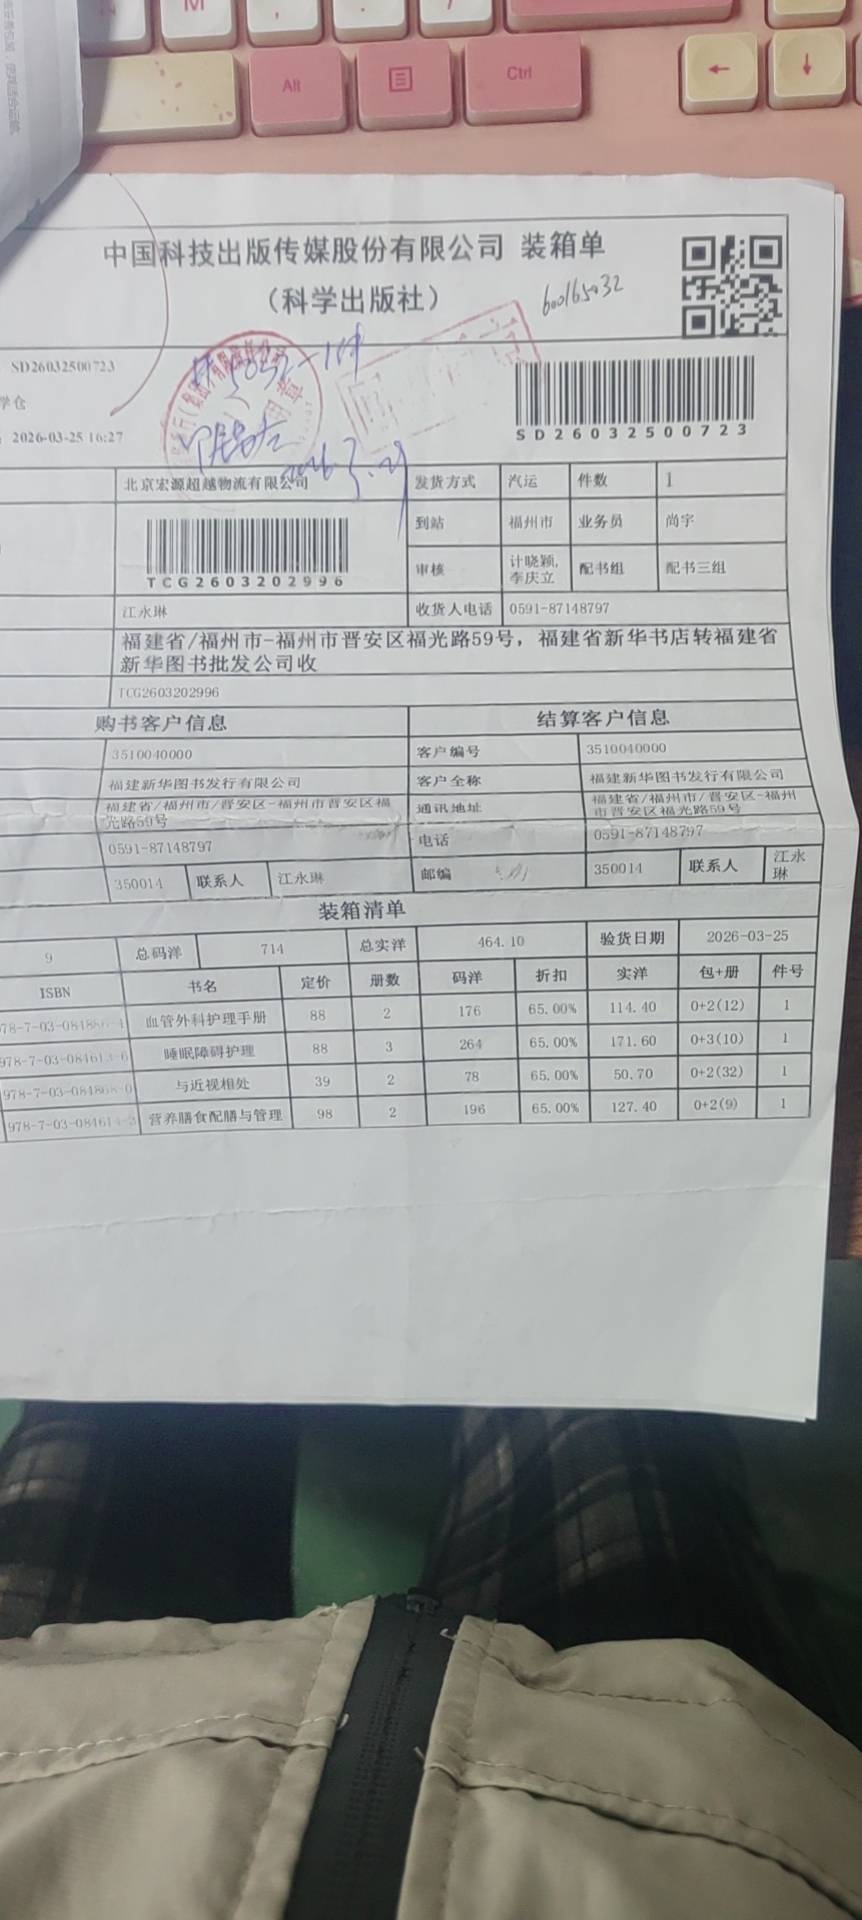 M
Alt
Ctrl
中国科技出版传媒股份有限公司 装箱单
（科学出版社）
600165032
SD26032500723
学仓
2026-03-25 16:27
SD26032500723
北京宏源超越物流有限公司 发货方式 汽运 件数 1
到站 福州市 业务员 尚宇
TCG2603202996
审核 计晓颖, 李庆立 配书组 配书三组
江永琳 收货人电话 0591-87148797
福建省/福州市-福州市晋安区福光路59号，福建省新华书店转福建省
新华图书批发公司收
TCG2603202996
购书客户信息 结算客户信息
3510040000 客户编号 3510040000
福建新华图书发行有限公司 客户全称 福建新华图书发行有限公司
福建省/福州市/晋安区-福州市晋安区福
光路59号 通讯地址 福建省/福州市/晋安区-福州
市晋安区福光路59号
0591-87148797 电话 0591-87148797
350014 联系人 江永琳 邮编 350014 联系人 江永
琳
装箱清单
9 总码洋 714 总实洋 464.10 验货日期 2026-03-25
ISBN 书名 定价 册数 码洋 折扣 实洋 包+册 件号
血管外科护理手册 88 2 176 65.00% 114.40 0+2(12) 1
睡眠障碍护理 88 3 264 65.00% 171.60 0+3(10) 1
与近视相处 39 2 78 65.00% 50.70 0+2(32) 1
营养膳食配膳与管理 98 2 196 65.00% 127.40 0+2(9) 1